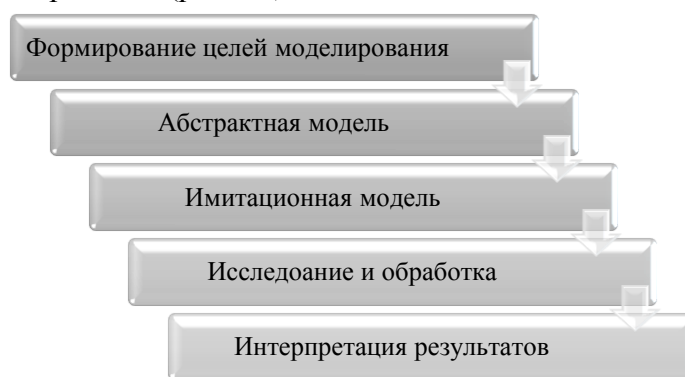 Формирование целей моделирования
Абстрактная модель
Имитационная модель
Исследоание и обработка
Интерпретация результатов